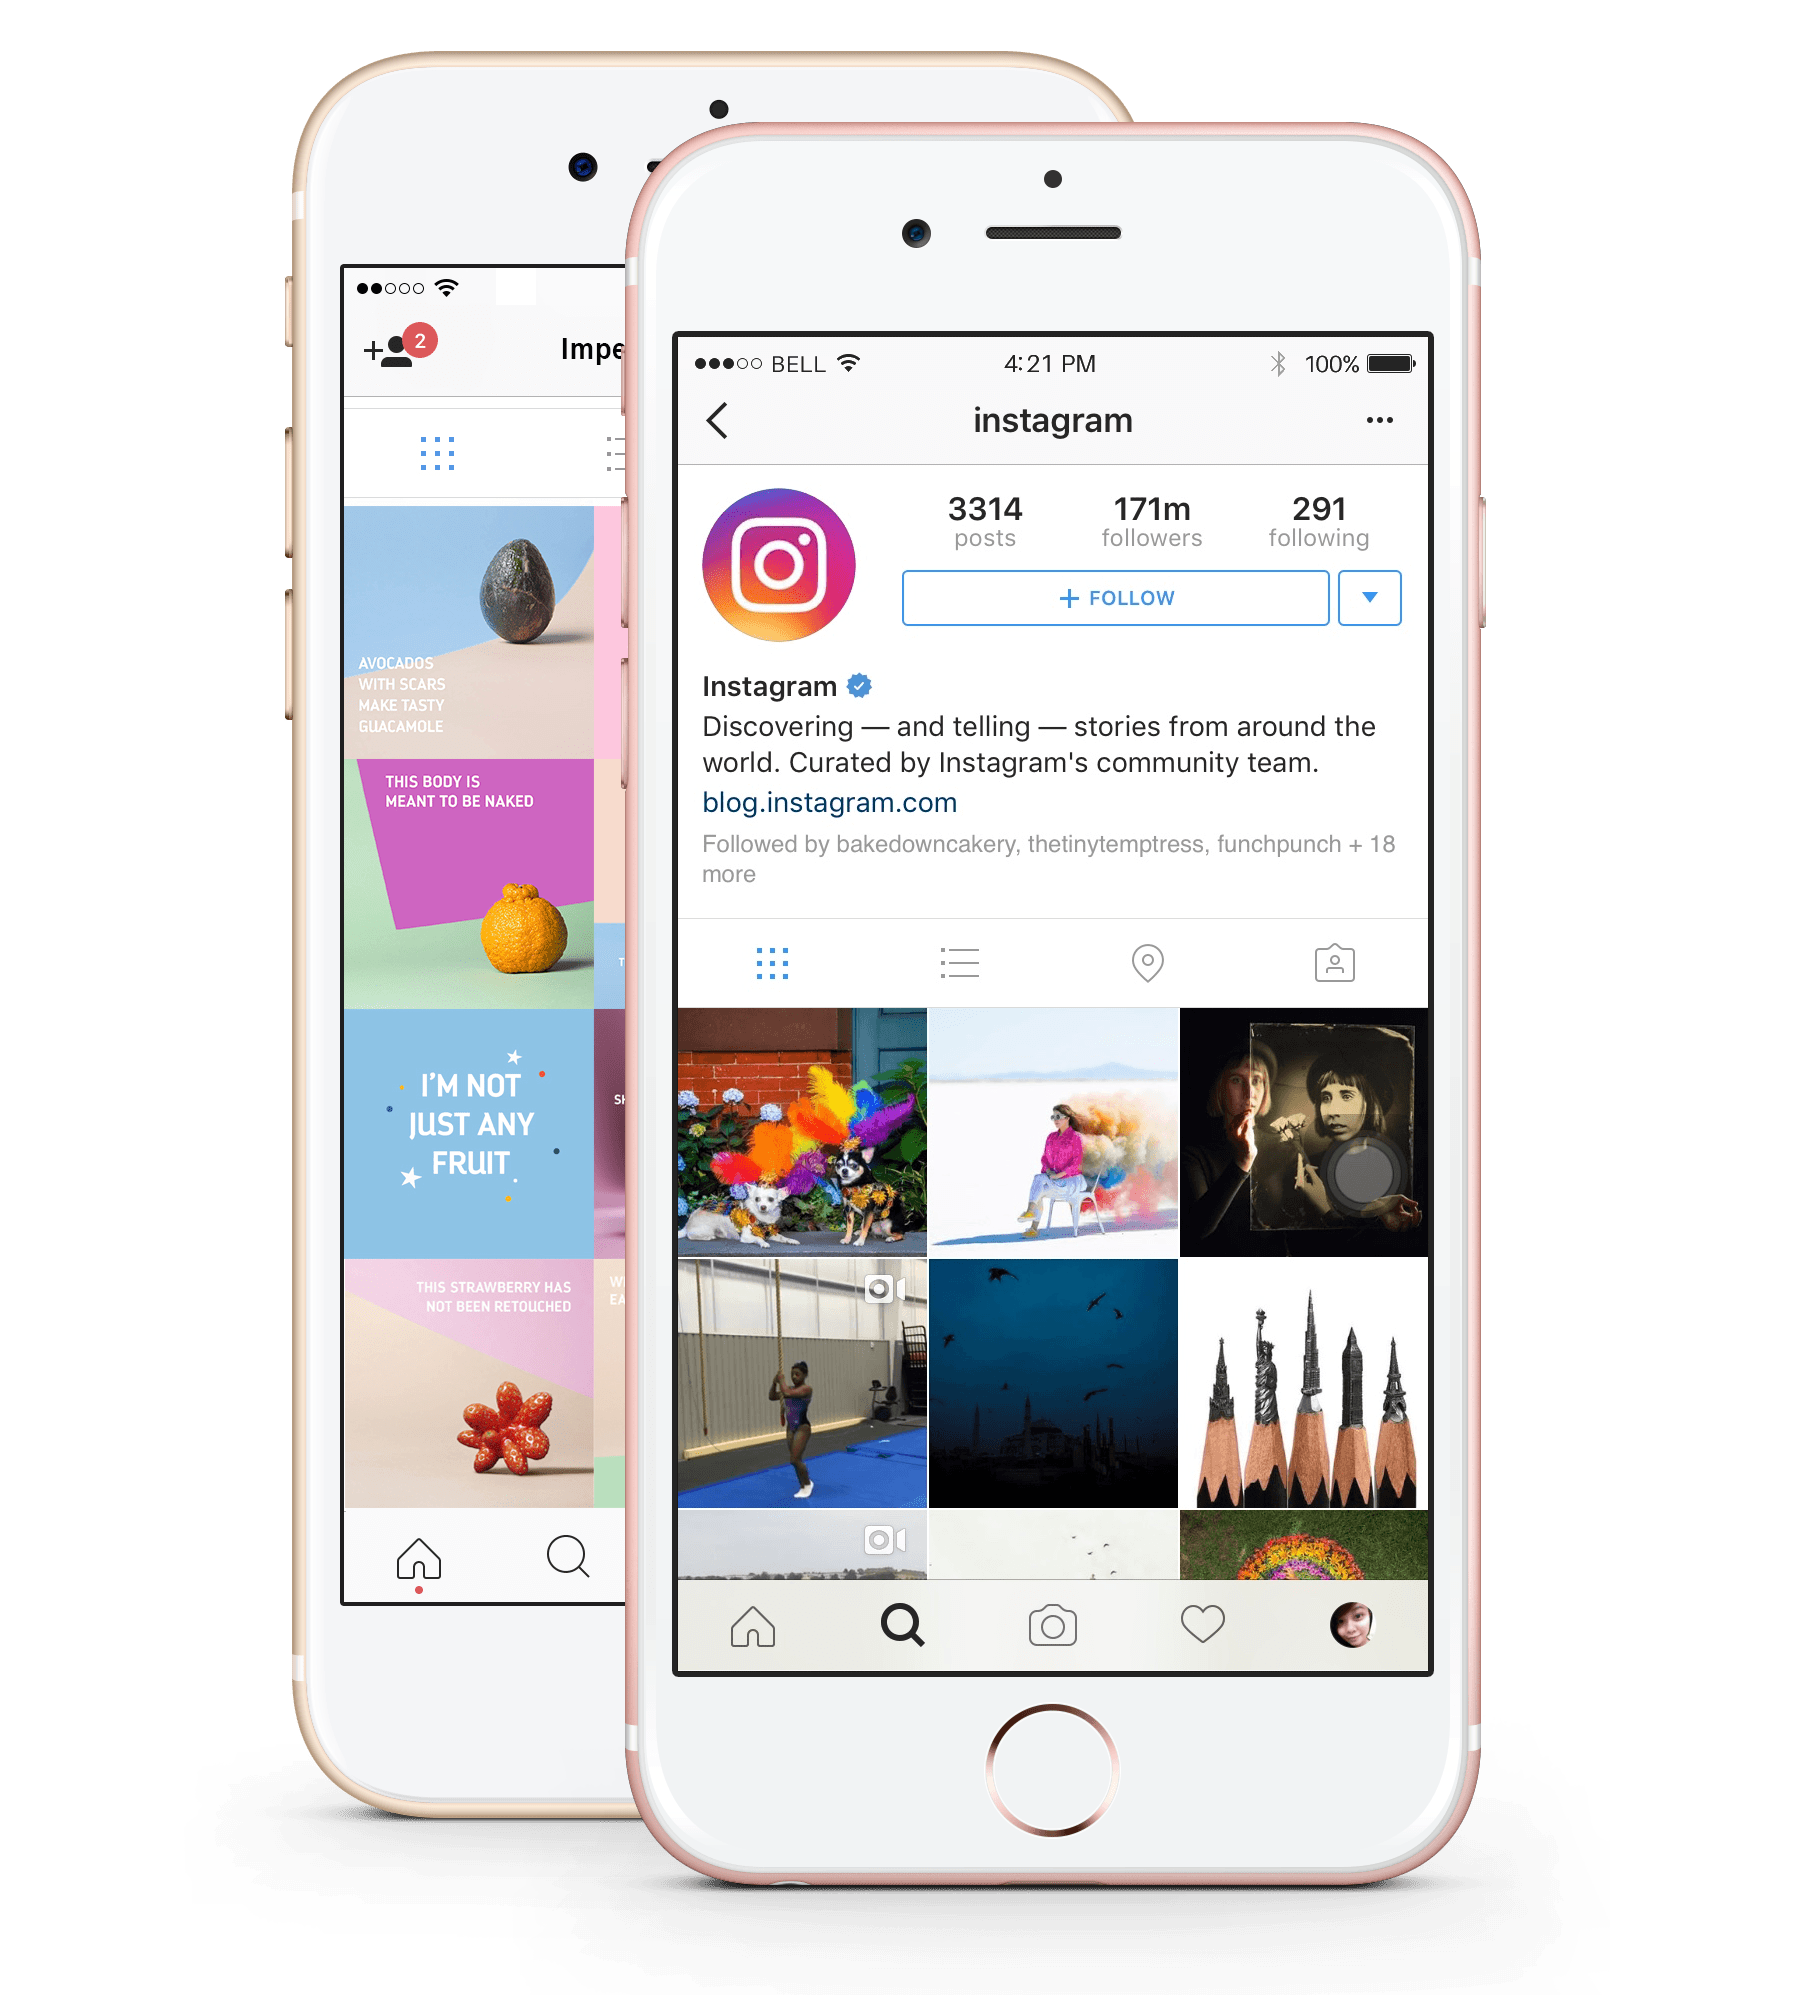 2
Impe
AVOCADOS
WITH SCARS
MAKE TASTY
GUACAMOLE
THIS BODY IS
MEANT TO BE NAKED
I'M NOT
JUST ANY
FRUIT
THIS STRAWBERRY HAS
NOT BEEN RETOUCHED
BELL 4:21 PM 100%
instagram
3314 171m 291
posts followers following
+ FOLLOW
Instagram
Discovering — and telling — stories from around the
world. Curated by Instagram's community team.
blog.instagram.com
Followed by bakedowncakery, thetinytemptress, funchpunch + 18
more